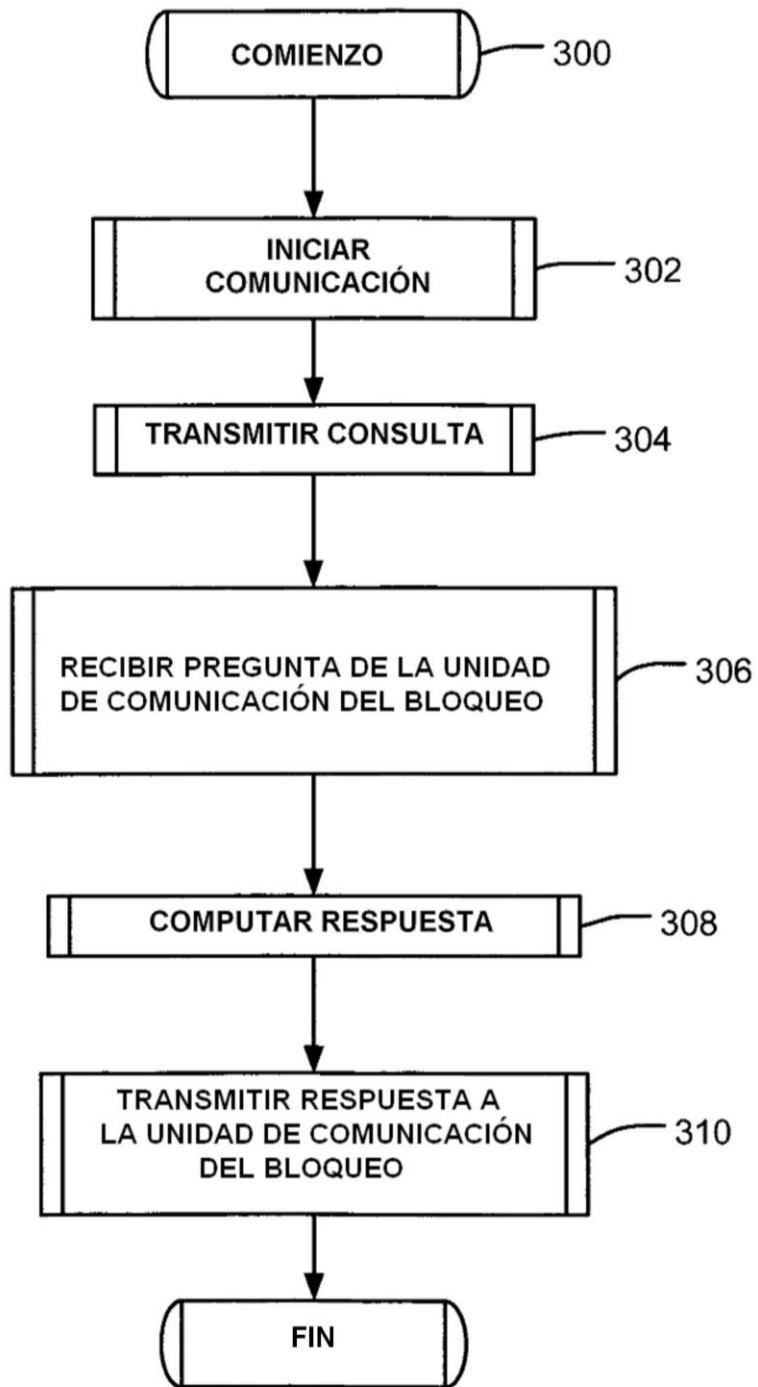 COMIENZO
300
INICIAR
COMUNICACIÓN
302
TRANSMITIR CONSULTA
304
RECIBIR PREGUNTA DE LA UNIDAD
DE COMUNICACIÓN DEL BLOQUEO
306
COMPUTAR RESPUESTA
308
TRANSMITIR RESPUESTA A
LA UNIDAD DE COMUNICACIÓN
DEL BLOQUEO
310
FIN